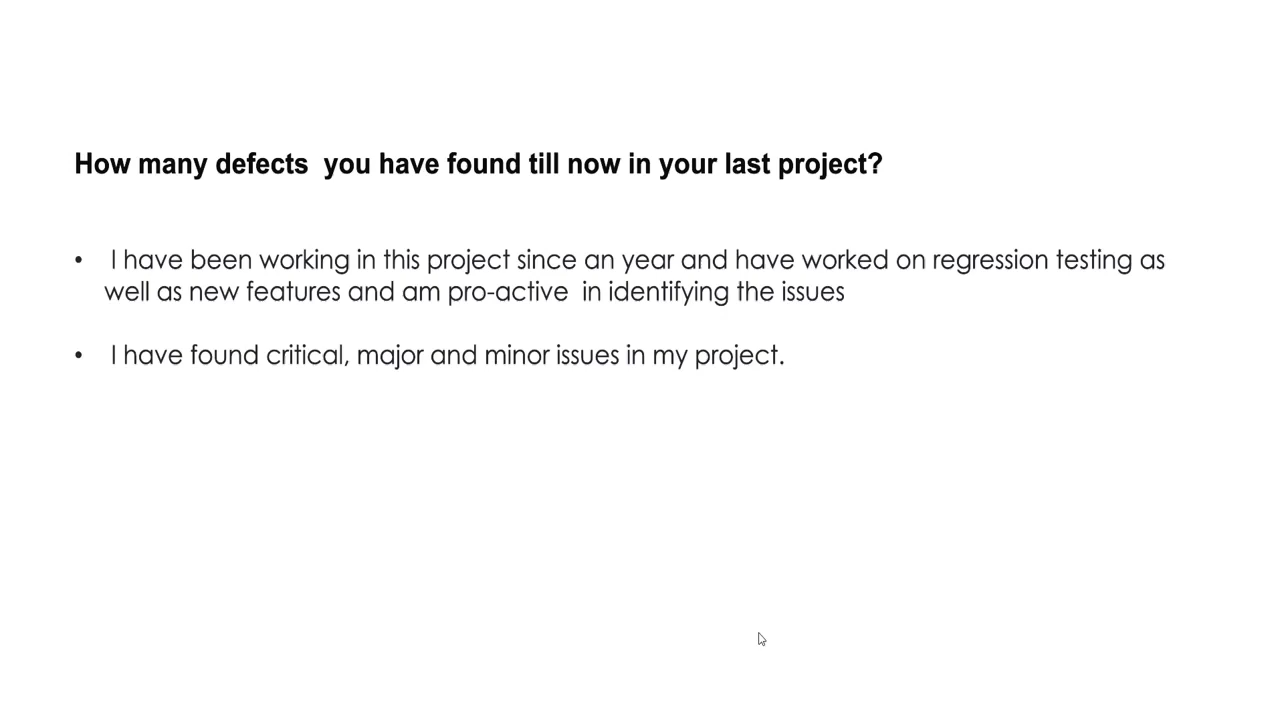 How many defects  you have found till now in your last project?
• I have been working in this project since an year and have worked on regression testing as
well as new features and am pro-active  in identifying the issues
• I have found critical, major and minor issues in my project.